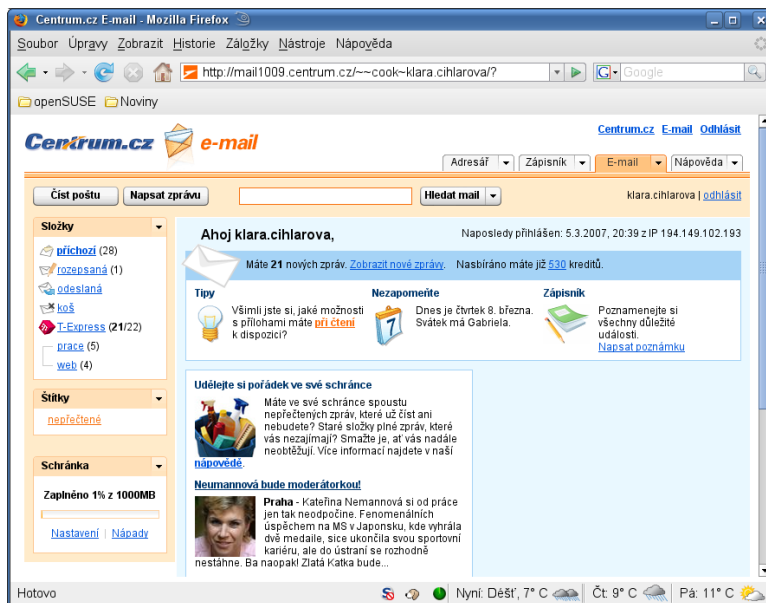 Centrum.cz E-mail - Mozilla Firefox
Soubor Úpravy Zobrazit Historie Záložky Nástroje Nápověda
http://mail1009.centrum.cz/~~cook~klara.cihlarova/? G Google
openSUSE Noviny
Centrum.cz E-mail Odhlásit
Centrum.cz e-mail
Adresář Zápisník E-mail Nápověda
Číst poštu Napsat zprávu Hledat mail klara.cihlarova | odhlásit
Složky
příchozí (28)
rozepsaná (1)
odeslaná
koš
T-Express (21/22)
prace (5)
web (4)
Štítky
nepřečtené
Schránka
Zaplněno 1% z 1000MB
Nastavení | Nápady
Ahoj klara.cihlarova,
Naposledy přihlášen: 5.3.2007, 20:39 z IP 194.149.102.193
Máte 21 nových zpráv. Zobrazit nové zprávy. Nasbíráno máte již 530 kreditů.
Tipy
Všimli jste si, jaké možnosti
s přílohami máte při čtení
k dispozici?
Nezapomeňte
7
Dnes je čtvrtek 8. března.
Svátek má Gabriela.
Zápisník
Poznamenejte si
všechny důležité
události.
Napsat poznámku
Udělejte si pořádek ve své schránce
Máte ve své schránce spoustu
nepřečtených zpráv, které už číst ani
nebudete? Staré složky plné zpráv, které
vás nezajímají? Smažte je, ať vás nadále
neobtěžují. Více informací najdete v naší
nápovědě.
Neumannová bude moderátorkou!
Praha - Kateřina Nemannová si od práce
jen tak neodpočine. Fenomenálních
úspěchem na MS v Japonsku, kde vyhrála
dvě medaile, sice ukončila svou sportovní
kariéru, ale do ústraní se rozhodně
nestáhne. Ba naopak! Zlatá Katka bude...
Hotovo
Nyní: Déšť, 7° C Čt: 9° C Pá: 11° C